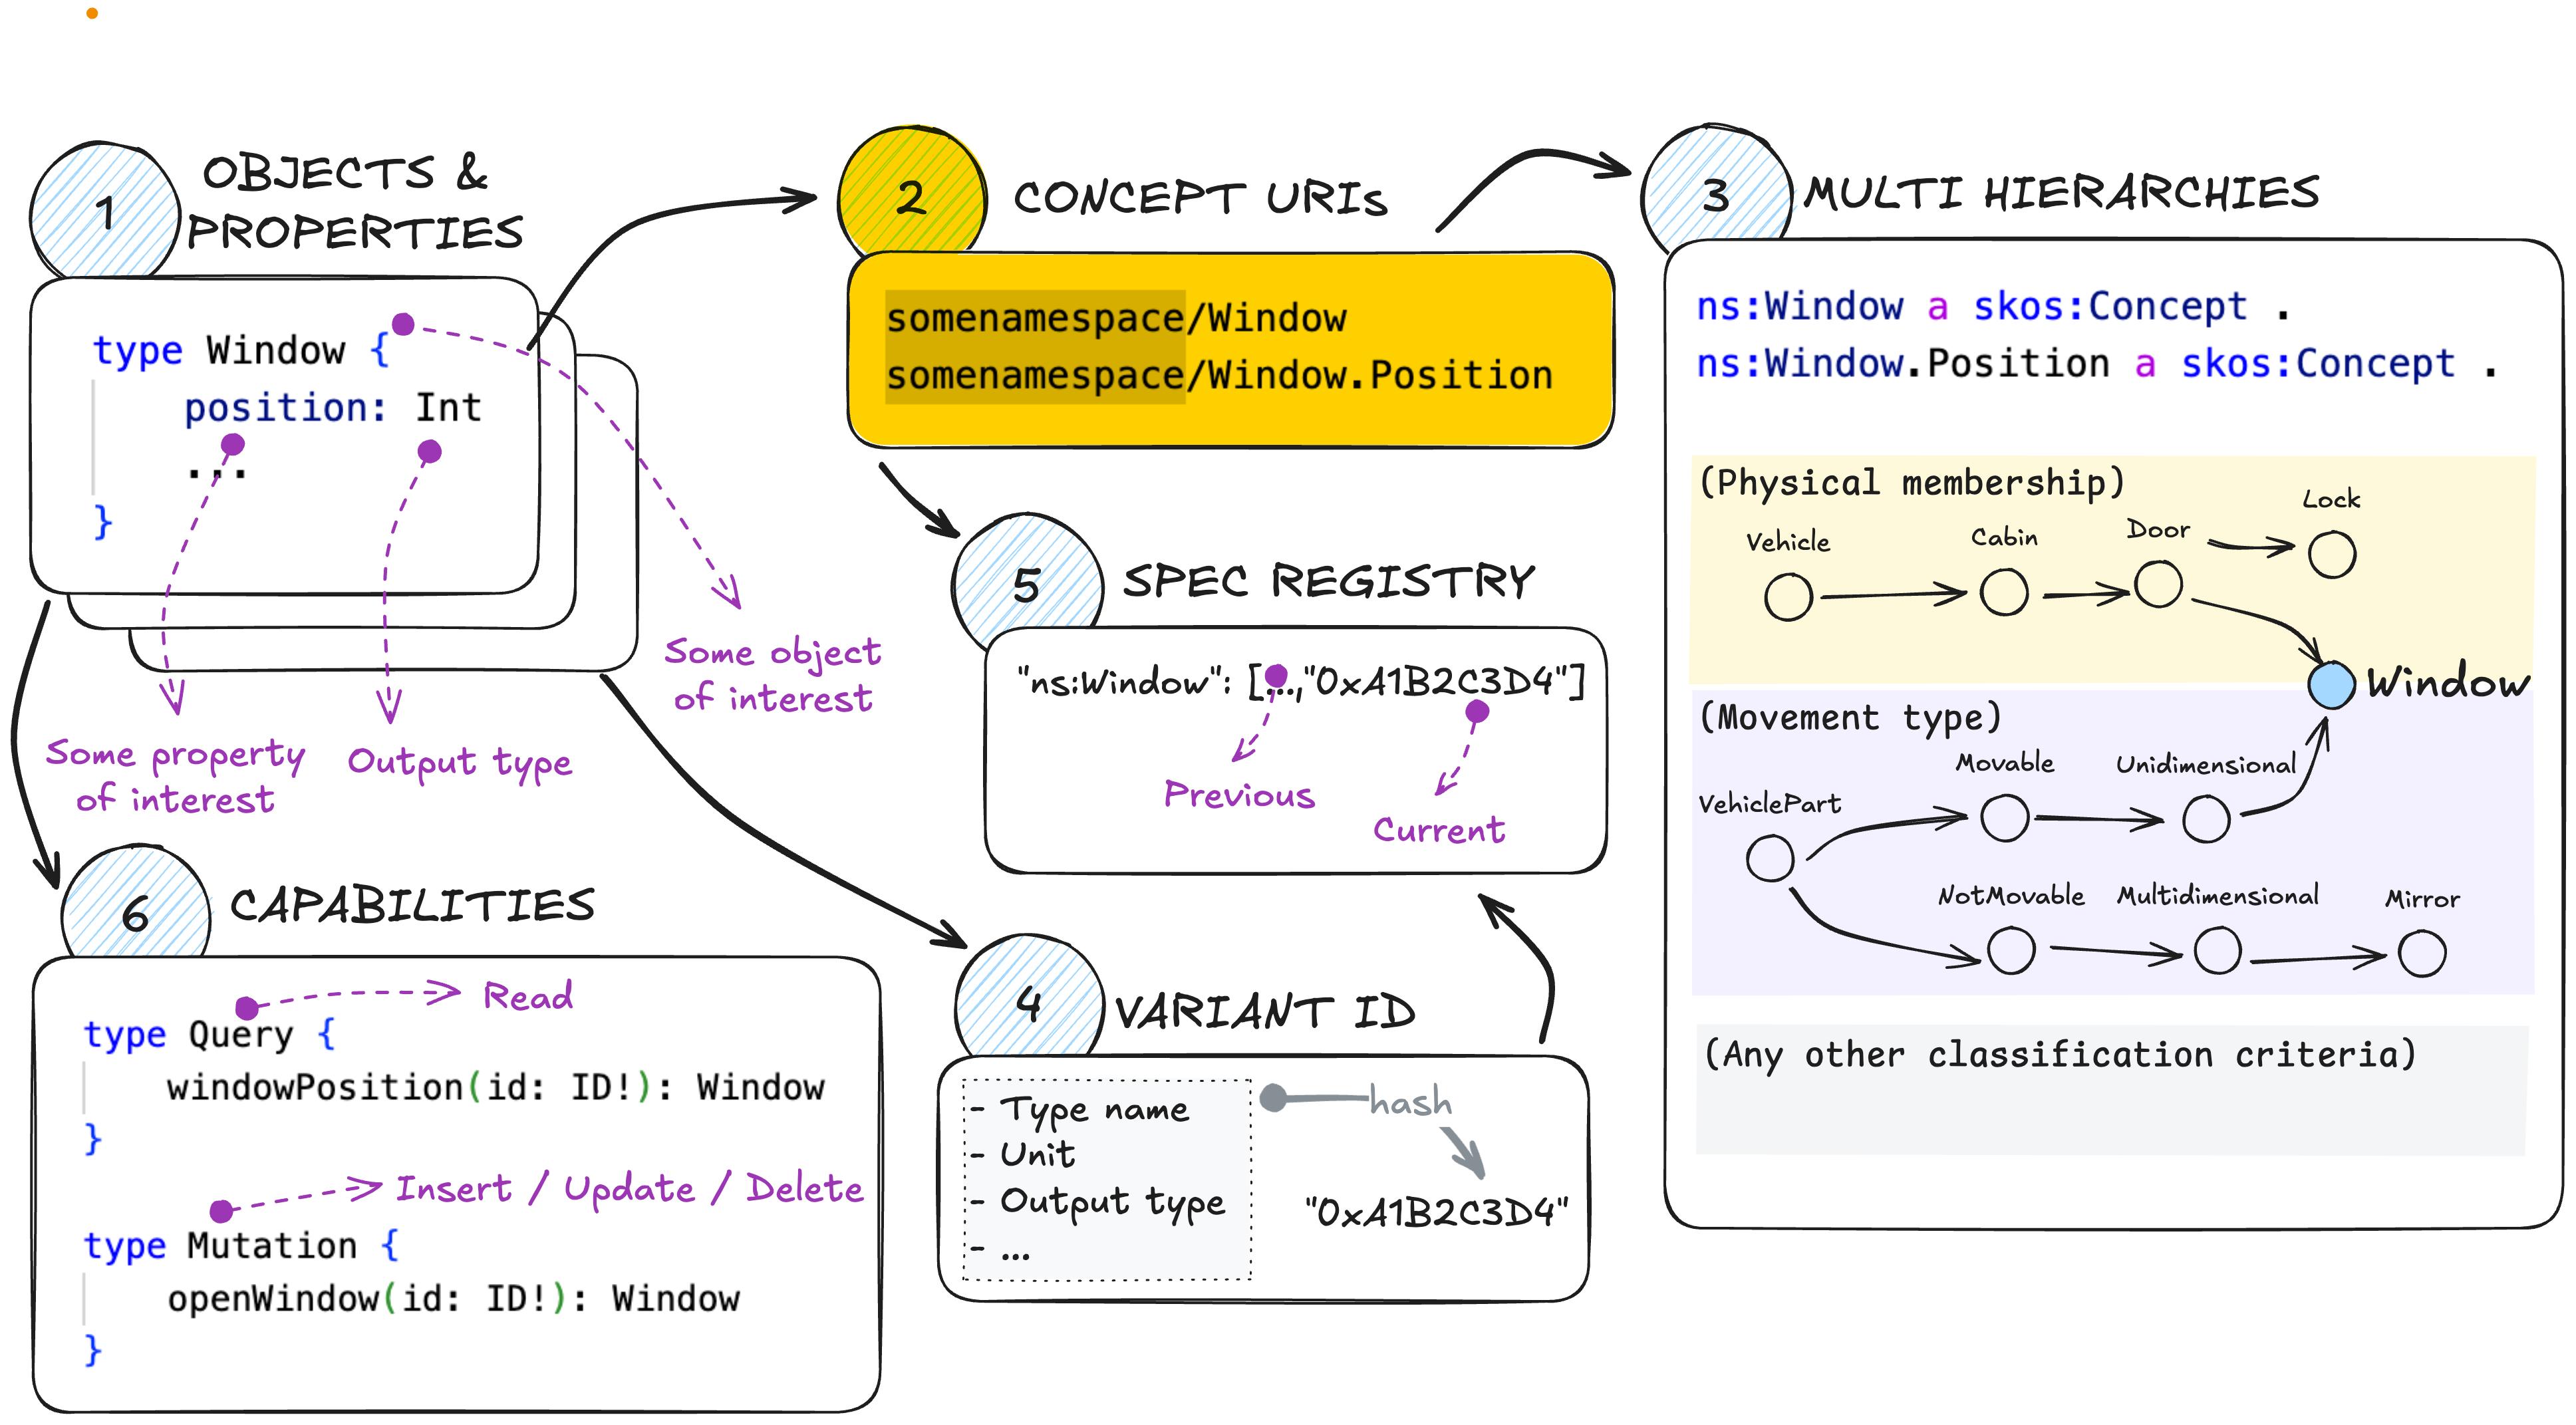 1
OBJECTS &
PROPERTIES
type Window {
position: Int
...
}
Some object
of interest
Some property
of interest
Output type
2
CONCEPT URIs
somenamespace/Window
somenamespace/Window.Position
3
MULTI HIERARCHIES
ns:Window a skos:Concept .
ns:Window.Position a skos:Concept .
(Physical membership)
Vehicle
Cabin
Door
Lock
Window
(Movement type)
VehiclePart
Movable
Unidimensional
NotMovable
Multidimensional
Mirror
(Any other classification criteria)
5
SPEC REGISTRY
"ns:Window": [...,"0xA1B2C3D4"]
Previous
Current
4
VARIANT ID
- Type name
- Unit
- Output type
- ...
hash
"0xA1B2C3D4"
6
CAPABILITIES
Read
type Query {
windowPosition(id: ID!): Window
}
Insert / Update / Delete
type Mutation {
openWindow(id: ID!): Window
}